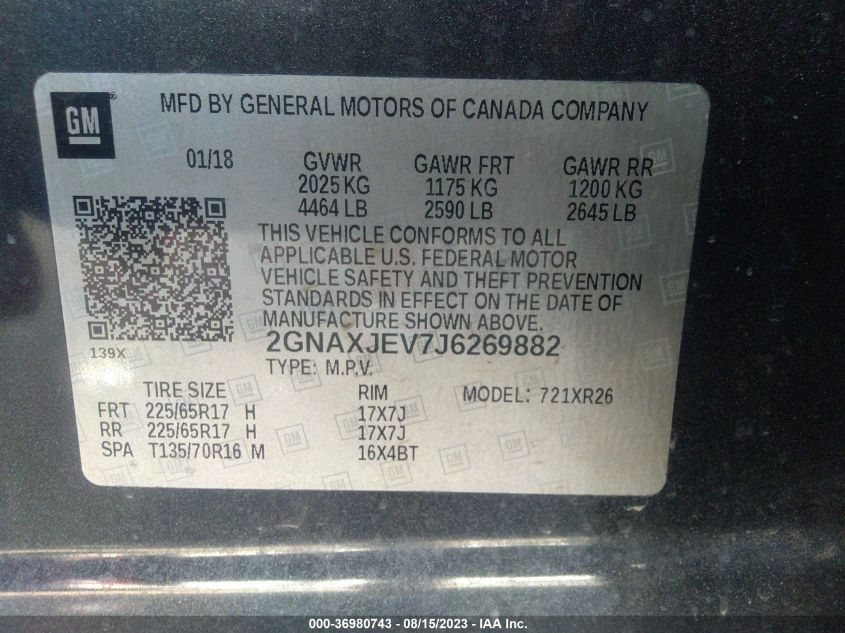 GM
MFD BY GENERAL MOTORS OF CANADA COMPANY
01/18 GVWR GAWR FRT GAWR RR
2025 KG 1175 KG 1200 KG
4464 LB 2590 LB 2645 LB
THIS VEHICLE CONFORMS TO ALL
APPLICABLE U.S. FEDERAL MOTOR
VEHICLE SAFETY AND THEFT PREVENTION
STANDARDS IN EFFECT ON THE DATE OF
MANUFACTURE SHOWN ABOVE.
139X 2GNAXJEV7J6269882
TYPE: M.P.V.
TIRE SIZE RIM MODEL: 721XR26
FRT 225/65R17 H 17X7J
RR 225/65R17 H 17X7J
SPA T135/70R16 M 16X4BT
000-36980743 - 08/15/2023 - IAA Inc.